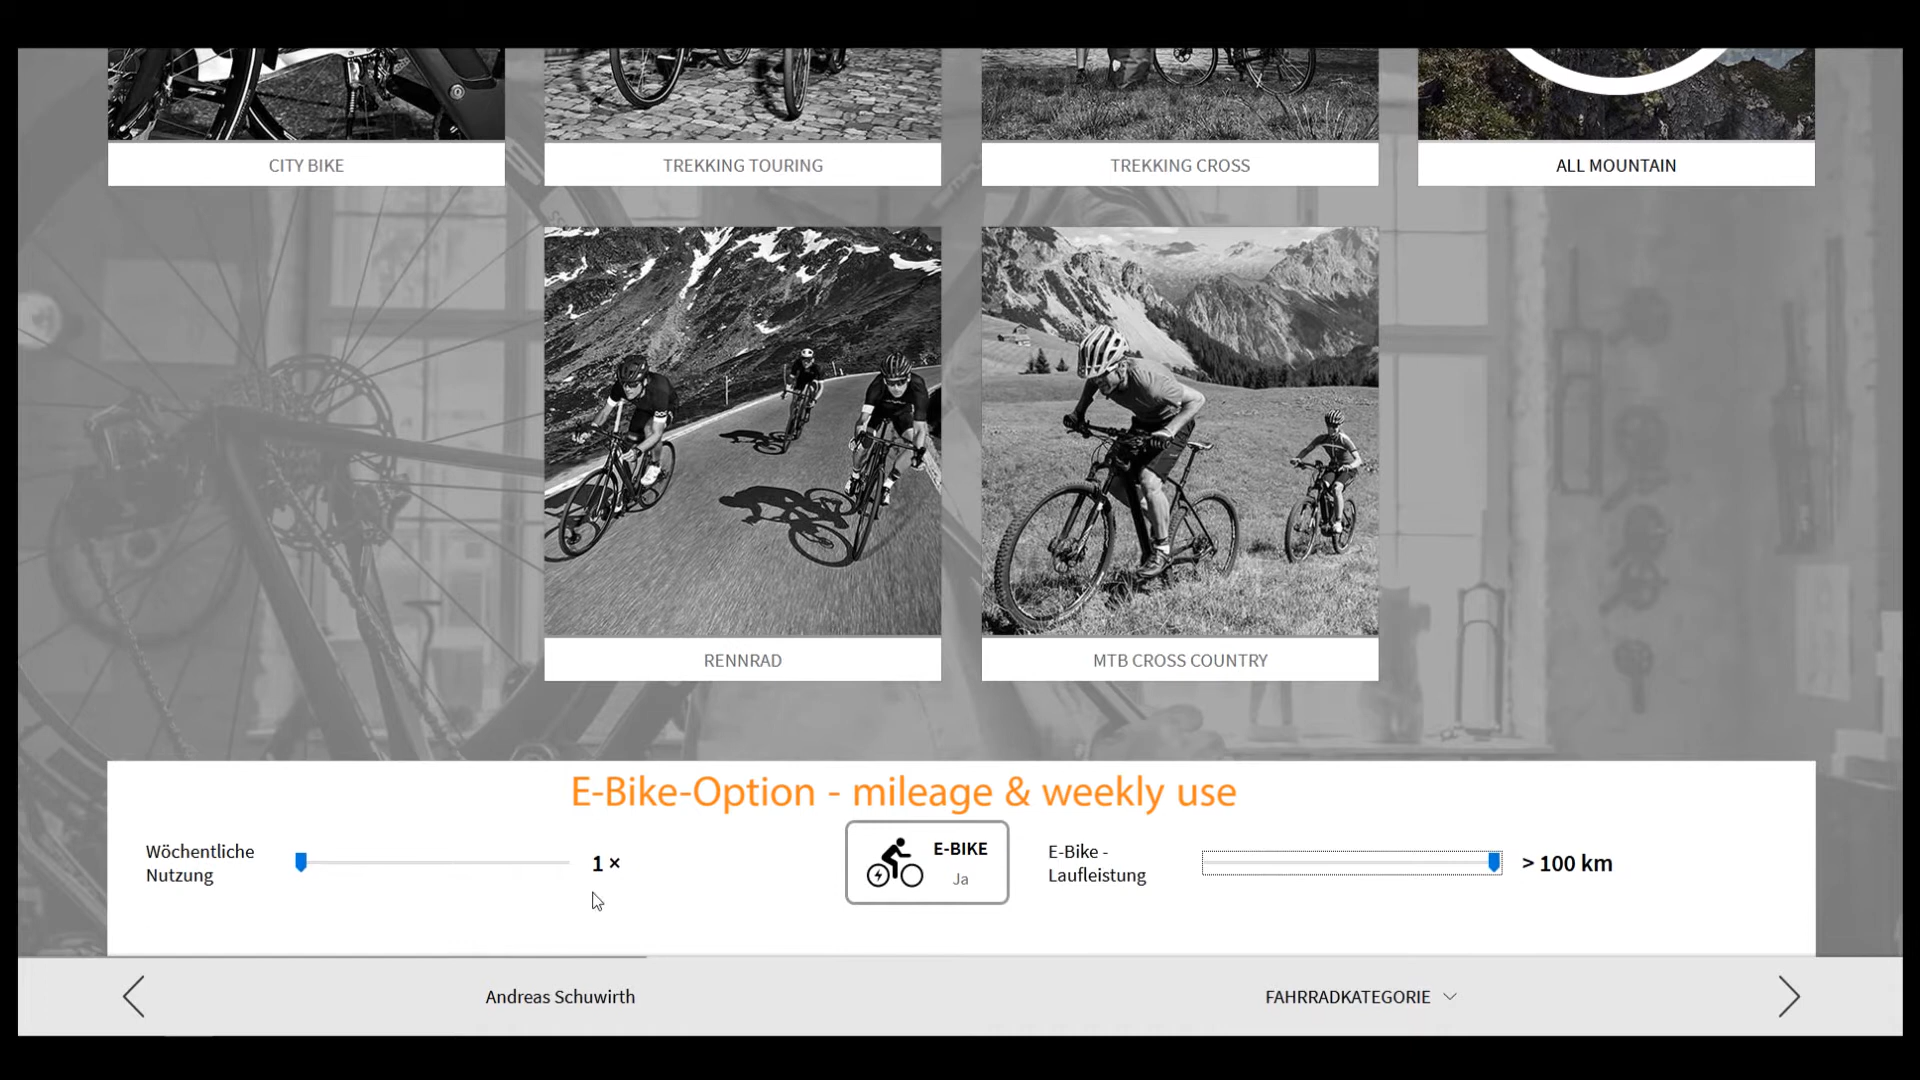 CITY BIKE
TREKKING TOURING
TREKKING CROSS
ALL MOUNTAIN
RENNRAD
MTB CROSS COUNTRY
E-Bike-Option - mileage & weekly use
Wöchentliche
Nutzung
1 ×
E-BIKE
Ja
E-Bike -
Laufleistung
> 100 km
Andreas Schuwirth
FAHRRADKATEGORIE